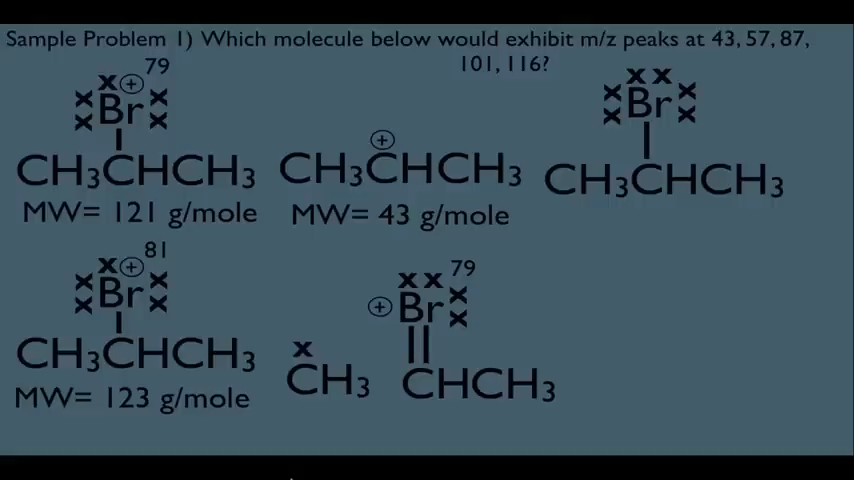 Sample Problem 1) Which molecule below would exhibit m/z peaks at 43, 57, 87,
101, 116?
79
x ⊕
x Br x
x x
CH3CHCH3
MW= 121 g/mole
⊕
CH3CHCH3
MW= 43 g/mole
x x
x Br x
x x
CH3CHCH3
81
x ⊕
x Br x
x x
CH3CHCH3
MW= 123 g/mole
x
CH3
x x 79
⊕ Br x
x
CHCH3